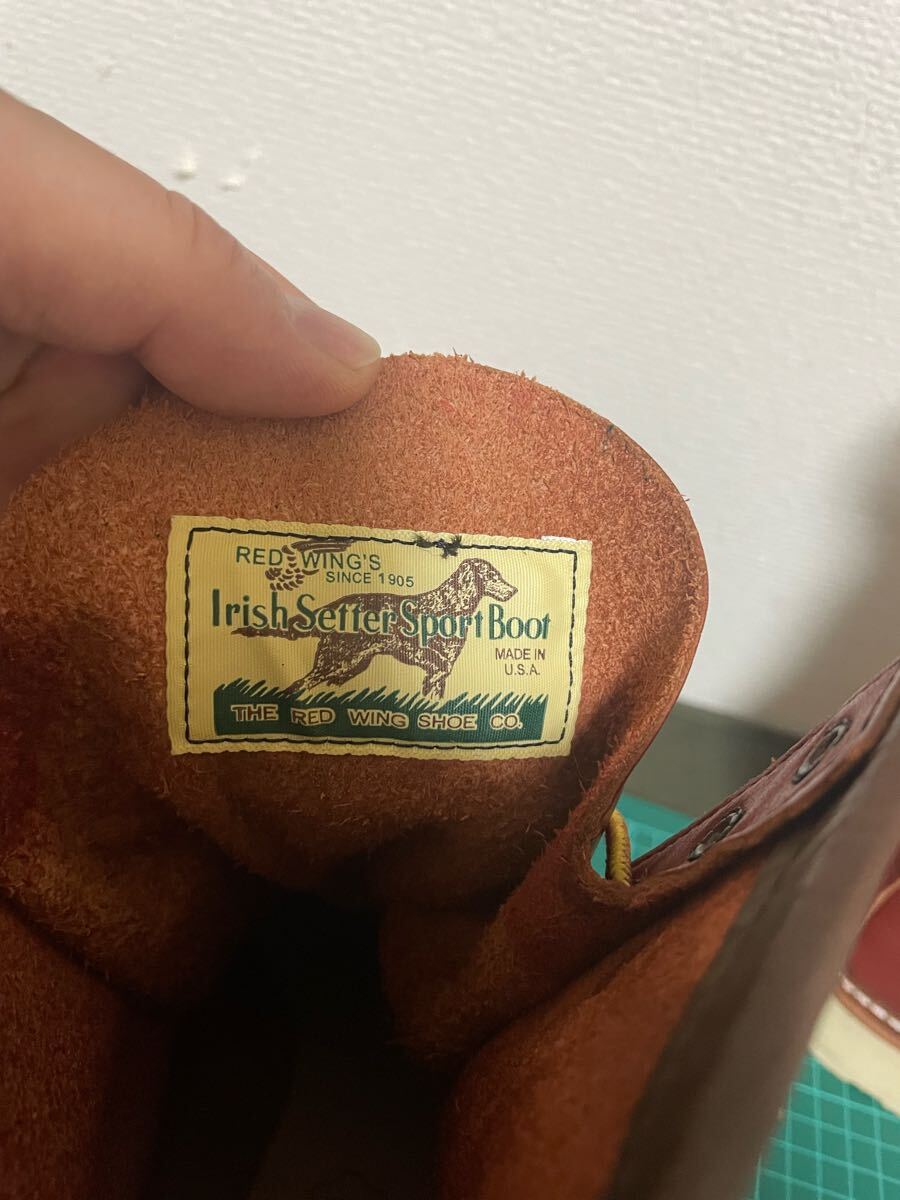 RED WING'S
SINCE 1905
Irish Setter Sport Boot
MADE IN
U.S.A.
THE RED WING SHOE CO.